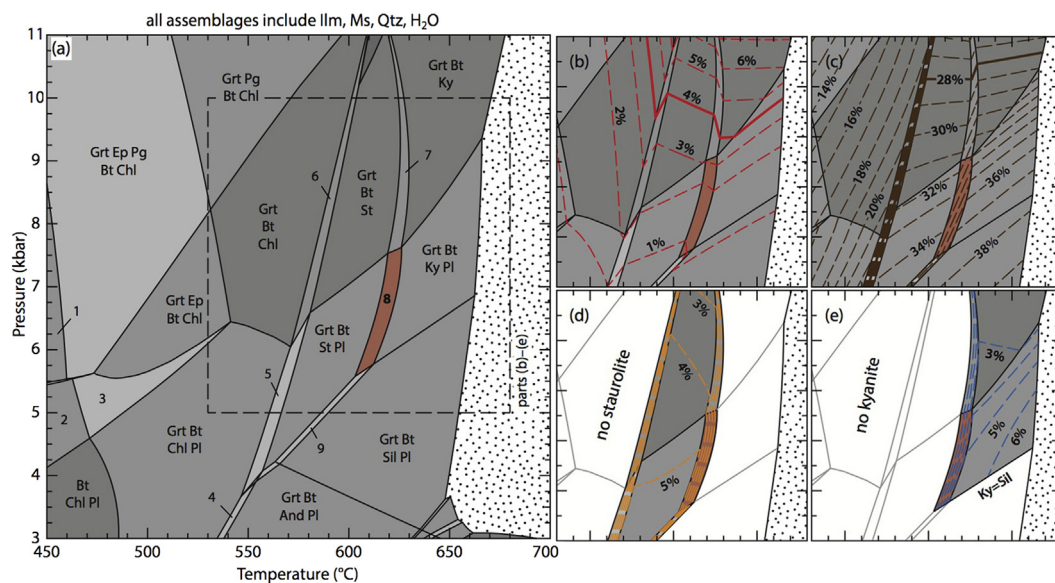 all assemblages include Ilm, Ms, Qtz, H₂O
(a)
Pressure (kbar)
11
10
9
8
7
6
5
4
3
450
500
550
600
650
700
Temperature (°C)
Grt Pg
Bt Chl
Grt Bt
Ky
Grt Ep Pg
Bt Chl
6
Grt
Bt
St
7
Grt
Bt
Chl
Grt Bt
Ky Pl
1
Grt Ep
Bt Chl
8
Grt Bt
St Pl
3
5
2
parts (b)–(e)
Grt Bt
Chl Pl
9
Grt Bt
Sil Pl
Bt
Chl Pl
4
Grt Bt
And Pl
(b)
5%
6%
4%
2%
3%
1%
(c)
14%
28%
16%
30%
18%
20%
32%
36%
34%
38%
(d)
3%
no staurolite
4%
5%
(e)
3%
no kyanite
5%
6%
Ky=Sil